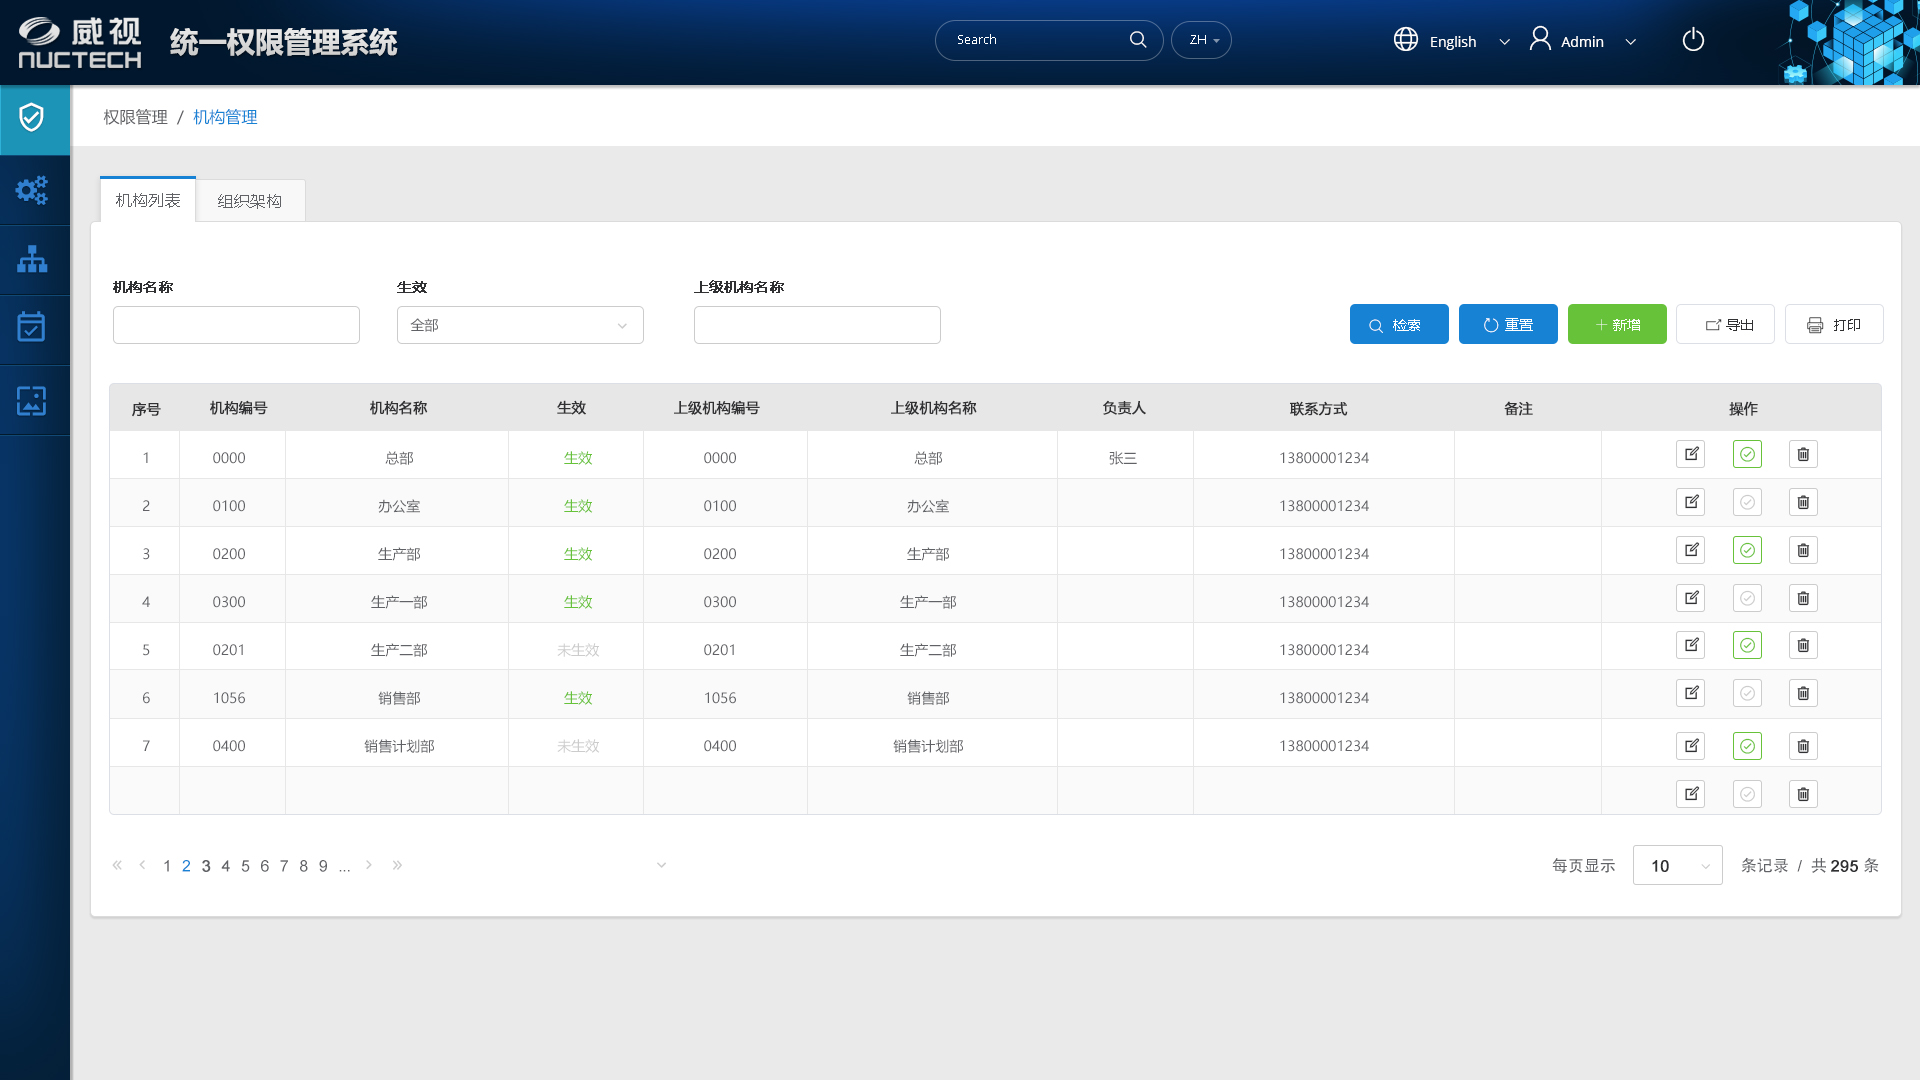 威视 NUCTECH 统一权限管理系统 Search ZH English Admin
权限管理 / 机构管理
机构列表 组织架构
机构名称 生效 上级机构名称
全部 检索 重置 新增 导出 打印
序号 机构编号 机构名称 生效 上级机构编号 上级机构名称 负责人 联系方式 备注 操作
1 0000 总部 生效 0000 总部 张三 13800001234
2 0100 办公室 生效 0100 办公室 13800001234
3 0200 生产部 生效 0200 生产部 13800001234
4 0300 生产一部 生效 0300 生产一部 13800001234
5 0201 生产二部 未生效 0201 生产二部 13800001234
6 1056 销售部 生效 1056 销售部 13800001234
7 0400 销售计划部 未生效 0400 销售计划部 13800001234
« ‹ 1 2 3 4 5 6 7 8 9 ... › » 每页显示 10 条记录 / 共 295 条